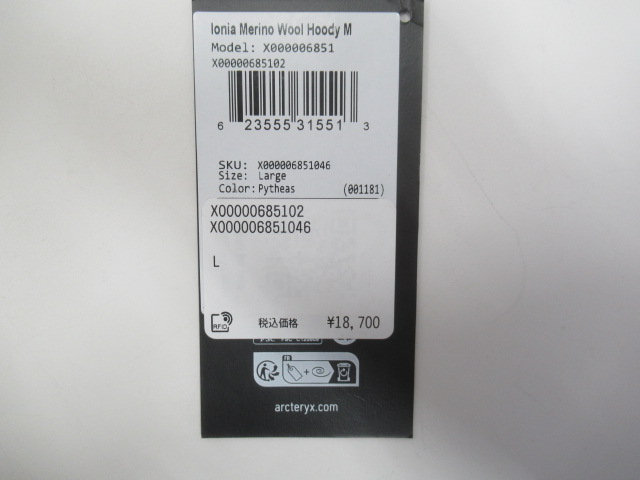 Ionia Merino Wool Hoody M
Model: X000006851
X00000685102
6 23555 31551 3
SKU: X000006851046
Size: Large
Color: Pytheas (001181)
X00000685102
X000006851046
L
RFID 税込価格 ¥18,700
FR
arcteryx.com